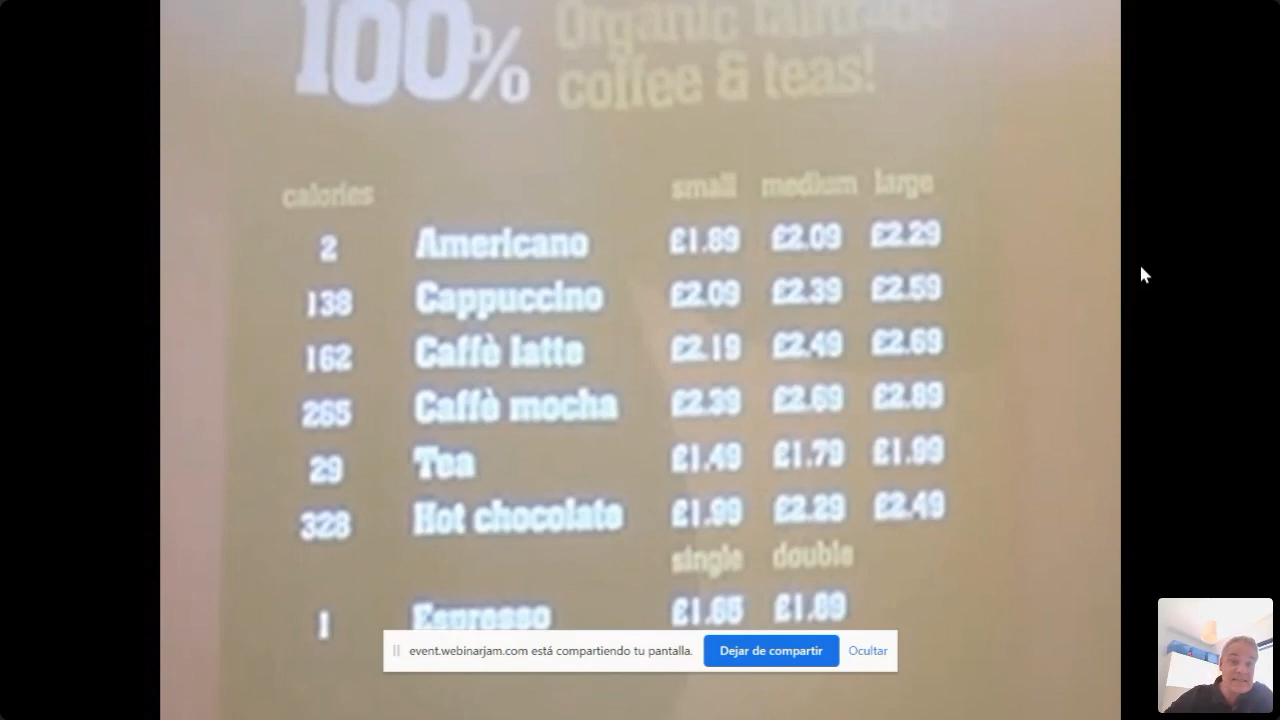 100% Organic fairtrade
coffee & teas!
calories small medium large
2 Americano £1.89 £2.09 £2.29
138 Cappuccino £2.09 £2.39 £2.59
162 Caffè latte £2.19 £2.49 £2.69
265 Caffè mocha £2.39 £2.69 £2.89
29 Tea £1.49 £1.79 £1.99
328 Hot chocolate £1.99 £2.29 £2.49
single double
1 Espresso £1.65 £1.89
event.webinarjam.com está compartiendo tu pantalla.
Dejar de compartir
Ocultar